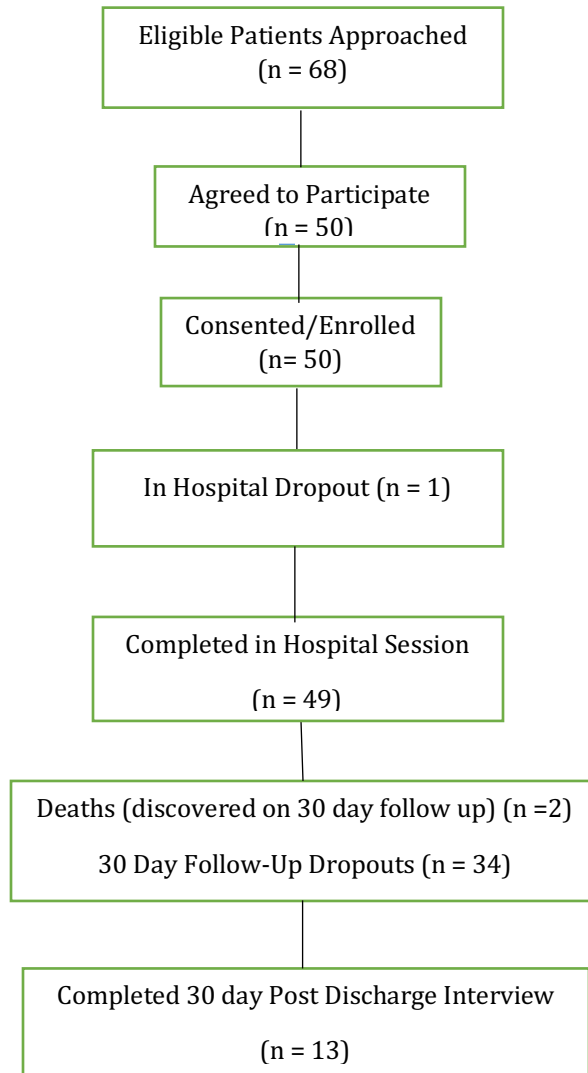 Eligible Patients Approached
(n = 68)
Agreed to Participate
(n = 50)
Consented/Enrolled
(n= 50)
In Hospital Dropout (n = 1)
Completed in Hospital Session
(n = 49)
Deaths (discovered on 30 day follow up) (n =2)
30 Day Follow-Up Dropouts (n = 34)
Completed 30 day Post Discharge Interview
(n = 13)